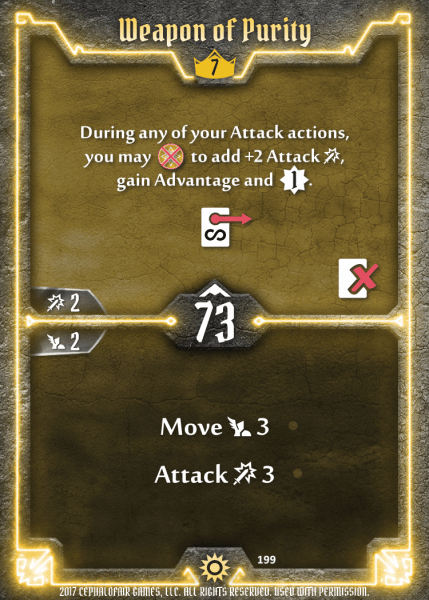 Weapon of Purity
7
During any of your Attack actions,
you may to add +2 Attack ,
gain Advantage and 1.
2
73
2
Move 3
Attack 3
199
2017 CEPHALOFAIR GAMES, LLC. ALL RIGHTS RESERVED. USED WITH PERMISSION.